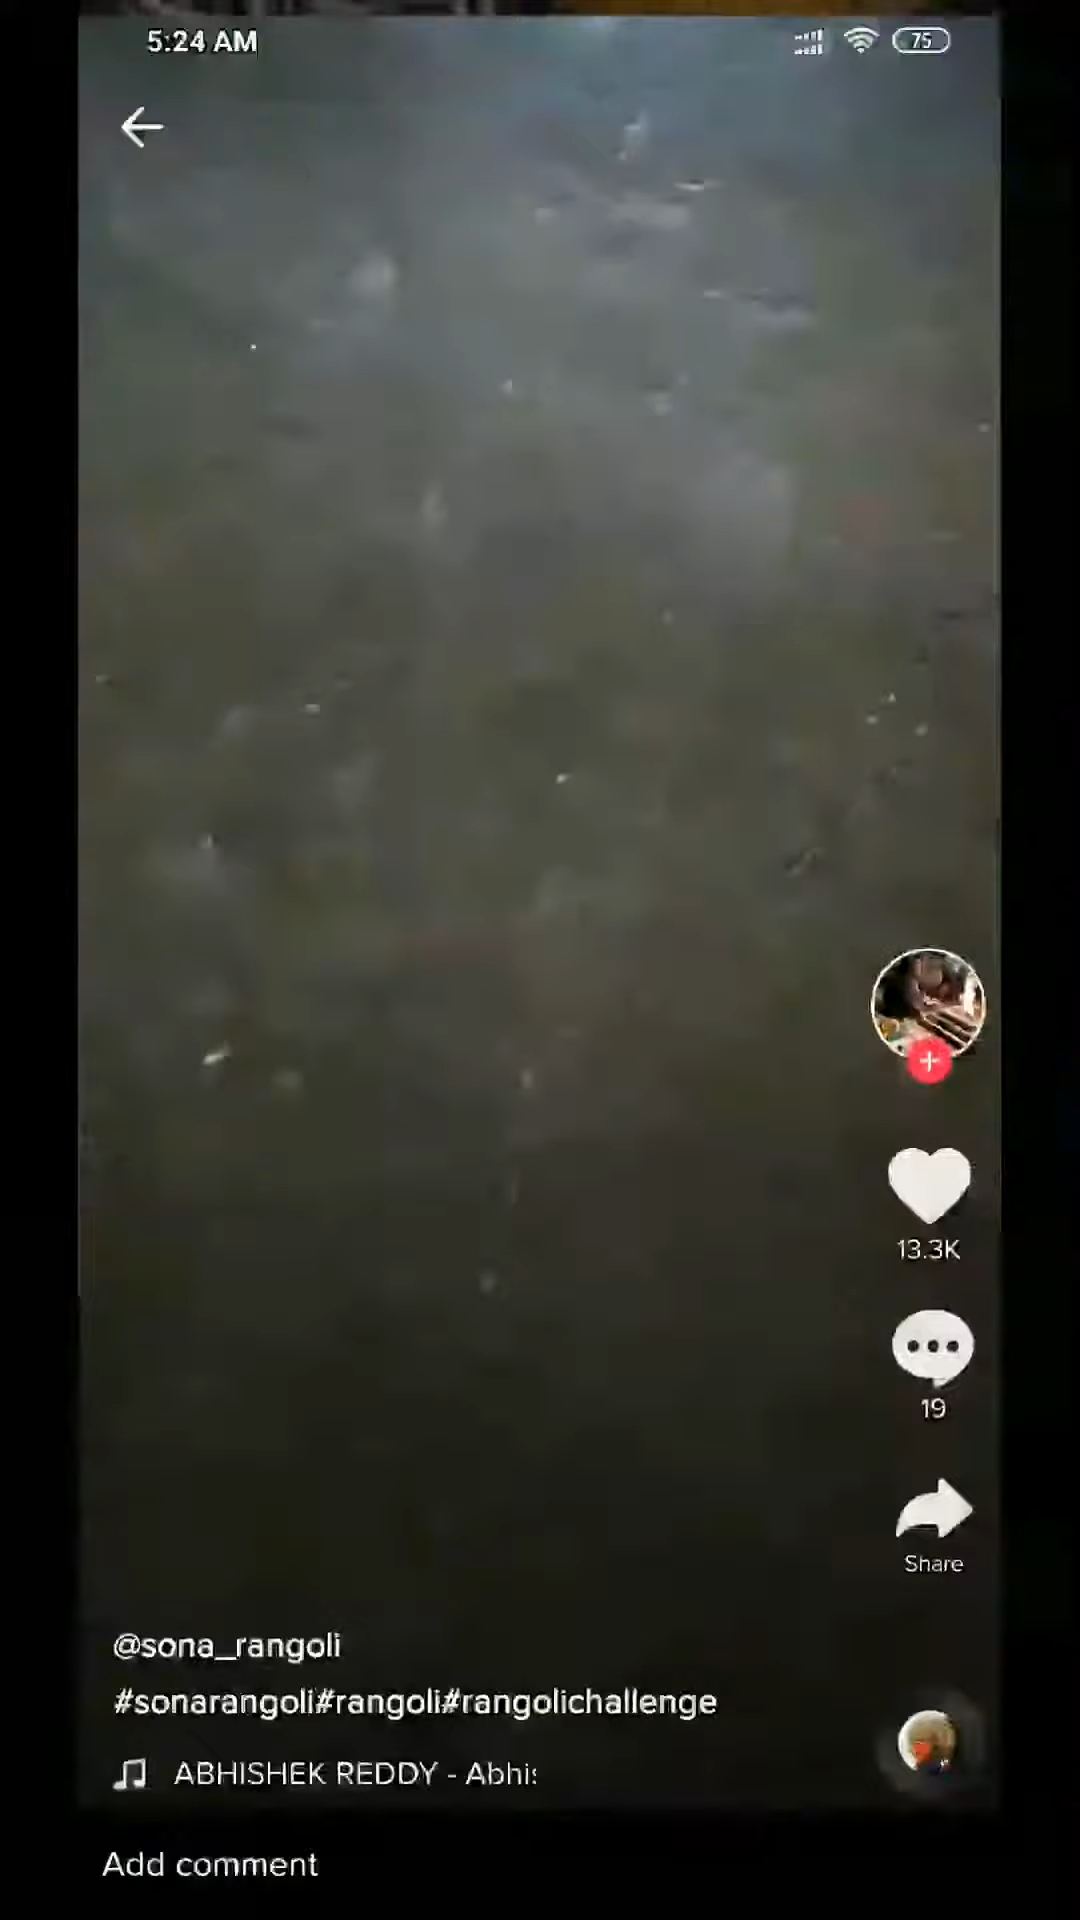 5:24 AM
75
13.3K
19
Share
@sona_rangoli
#sonarangoli#rangoli#rangolichallenge
ABHISHEK REDDY - Abhi
Add comment